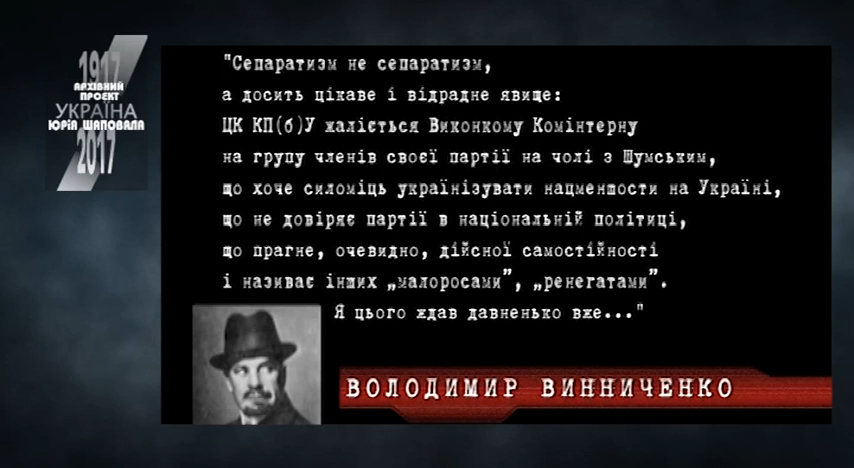 1917
АРХІВНИЙ
ПРОЕКТ
УКРАЇНА
ЮРІЯ ШАПОВАЛА
2017
"Сепаратизм не сепаратизм,
а досить цікаве і відрадне явище:
ЦК КП(б)У жаліється Виконкому Комінтерну
на групу членів своєї партії на чолі з Шумським,
що хоче силоміць українізувати нацменшости на Україні,
що не довіряє партії в національній політиці,
що прагне, очевидно, дійсної самостійності
і називає інших „малоросами”, „ренегатами”.
Я цього ждав давненько вже..."
ВОЛОДИМИР ВИННИЧЕНКО